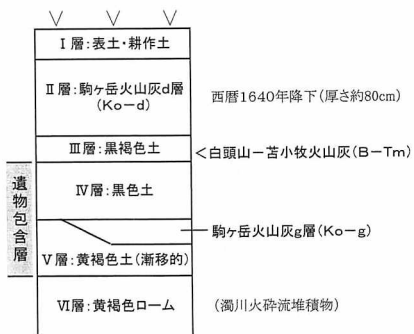 Ⅰ層:表土・耕作土
Ⅱ層:駒ヶ岳火山灰d層
(Ko-d)
西暦1640年降下(厚さ約80cm)
Ⅲ層:黒褐色土
<白頭山-苫小牧火山灰(B-Tm)
遺物包含層
Ⅳ層:黒色土
駒ヶ岳火山灰g層(Ko-g)
Ⅴ層:黄褐色土(漸移的)
Ⅵ層:黄褐色ローム
(濁川火砕流堆積物)